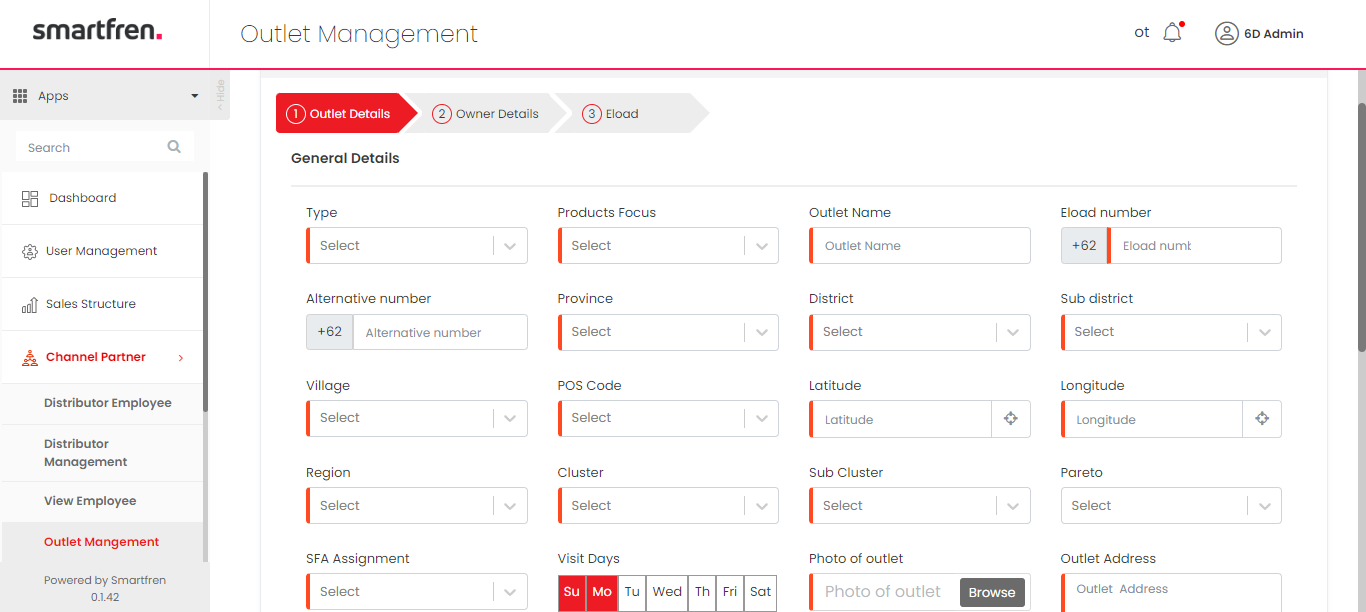 smartfren.
Outlet Management
ot
6D Admin
Apps
< Hide
Search
Dashboard
User Management
Sales Structure
Channel Partner
Distributor Employee
Distributor
Management
View Employee
Outlet Mangement
Powered by Smartfren
0.1.42
1 Outlet Details
2 Owner Details
3 Eload
General Details
Type
Products Focus
Outlet Name
Eload number
Select
Select
Outlet Name
+62
Eload numb
Alternative number
Province
District
Sub district
+62
Alternative number
Select
Select
Select
Village
POS Code
Latitude
Longitude
Select
Select
Latitude
Longitude
Region
Cluster
Sub Cluster
Pareto
Select
Select
Select
Select
SFA Assignment
Visit Days
Photo of outlet
Outlet Address
Select
Su Mo Tu Wed Th Fri Sat
Photo of outlet
Browse
Outlet Address